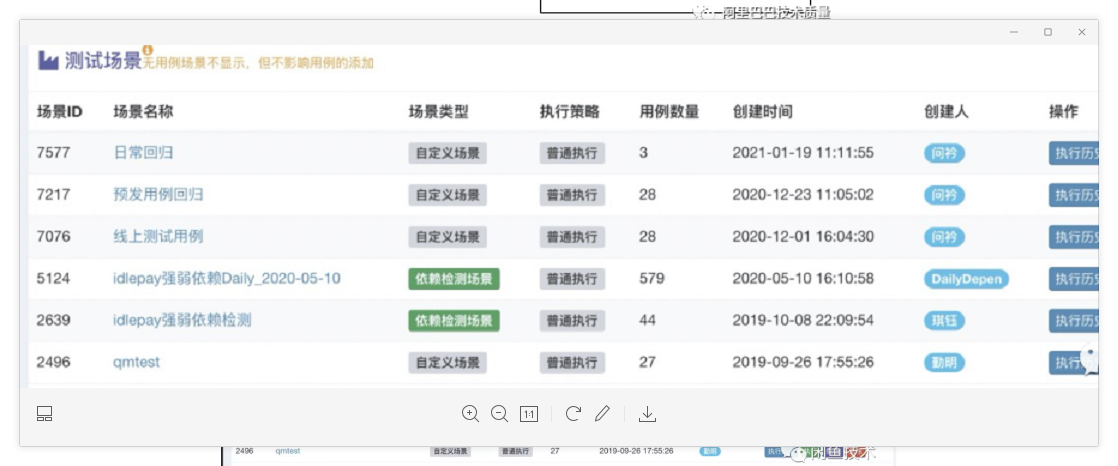 阿里巴巴技术质量
测试场景 无用例场景不显示，但不影响用例的添加
场景ID 场景名称 场景类型 执行策略 用例数量 创建时间 创建人 操作
7577 日常回归 自定义场景 普通执行 3 2021-01-19 11:11:55 问衿 执行历史
7217 预发用例回归 自定义场景 普通执行 28 2020-12-23 11:05:02 问衿 执行历史
7076 线上测试用例 自定义场景 普通执行 28 2020-12-01 16:04:30 问衿 执行历史
5124 idlepay强弱依赖Daily_2020-05-10 依赖检测场景 普通执行 579 2020-05-10 16:10:58 DailyDepen 执行历史
2639 idlepay强弱依赖检测 依赖检测场景 普通执行 44 2019-10-08 22:09:54 琪钰 执行历史
2496 qmtest 自定义场景 普通执行 27 2019-09-26 17:55:26 勤明 执行
1:1
2496 qmtest 自定义场景 普通执行 27 2019-09-26 17:55:26 勤明 执行
闲鱼技术